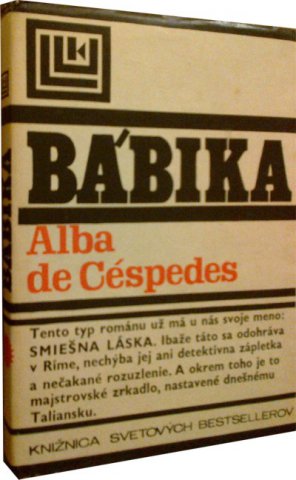 BÁBIKA
Alba
de Céspedes
Tento typ románu už má u nás svoje meno:
SMIEŠNA LÁSKA. Ibaže táto sa odohráva
v Ríme, nechýba jej ani detektívna zápletka
a nečakané rozuzlenie. A okrem toho je to
majstrovské zrkadlo, nastavené dnešnému
Taliansku.
KNIŽNICA SVETOVÝCH BESTSELLEROV
BÁBIKA